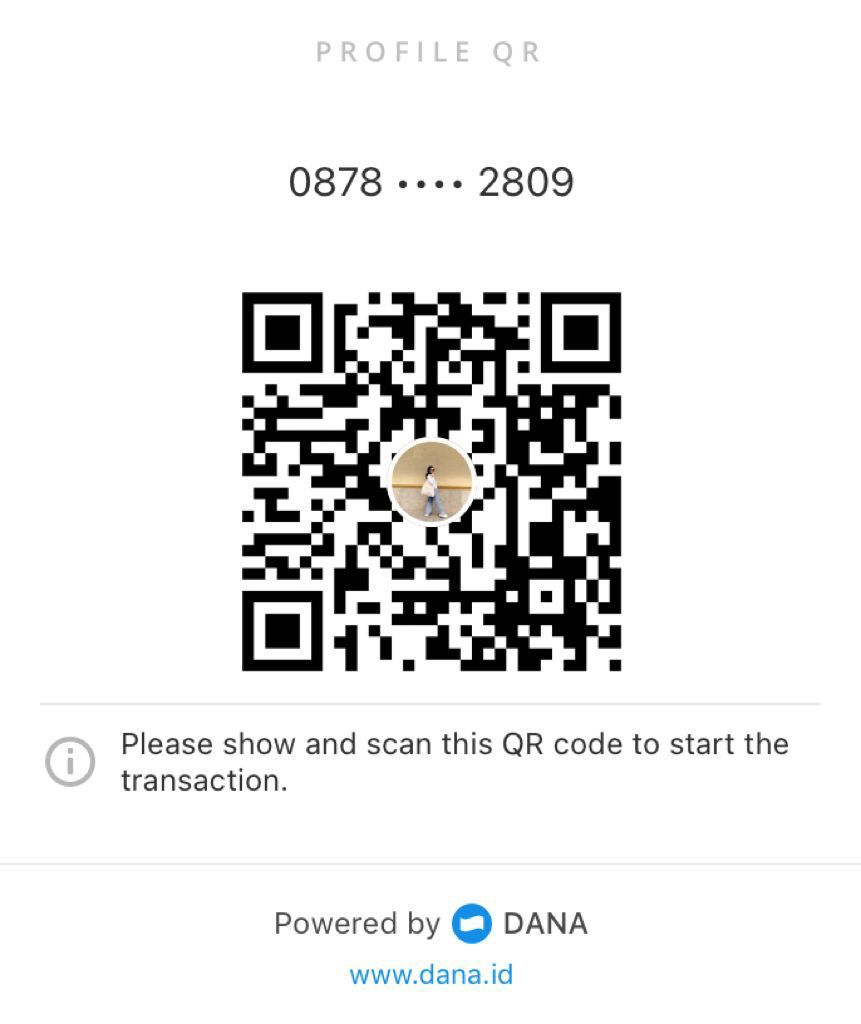 PROFILE QR
0878 •••• 2809
Please show and scan this QR code to start the
transaction.
Powered by DANA
www.dana.id